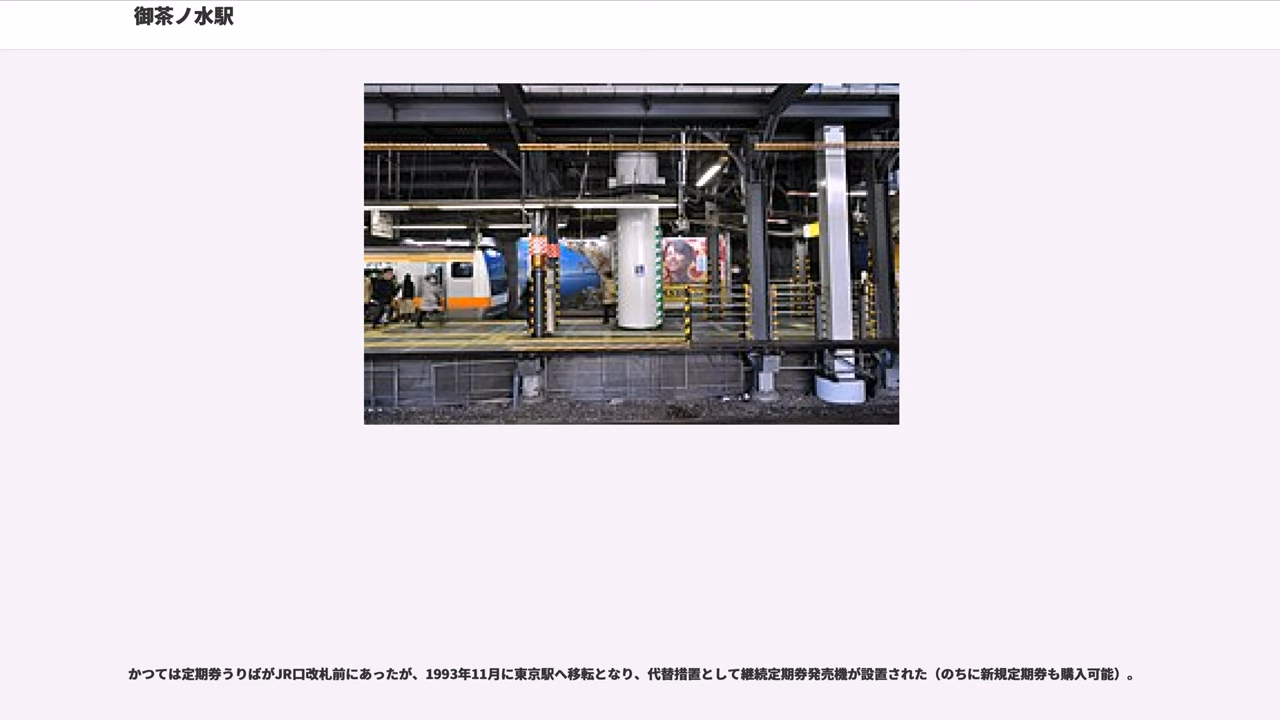 御茶ノ水駅
かつては定期券うりばがJR口改札前にあったが、1993年11月に東京駅へ移転となり、代替措置として継続定期券発売機が設置された（のちに新規定期券も購入可能）。